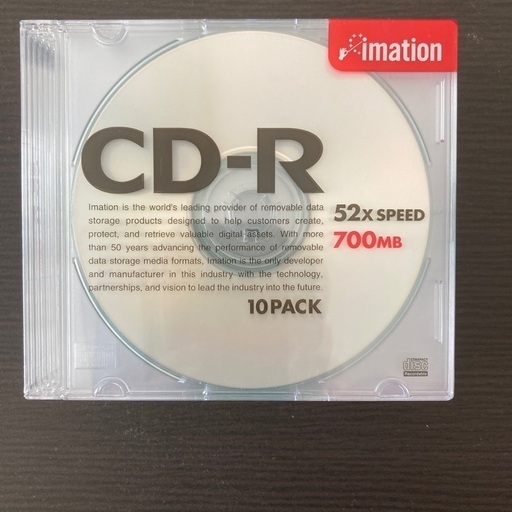 imation
CD-R
Imation is the world's leading provider of removable data
storage products designed to help customers create,
protect, and retrieve valuable digital assets. With more
than 50 years advancing the performance of removable
data storage media formats, Imation is the only developer
and manufacturer in this industry with the technology,
partnerships, and vision to lead the industry into the future.
52X SPEED
700MB
10PACK
disc
Recordable